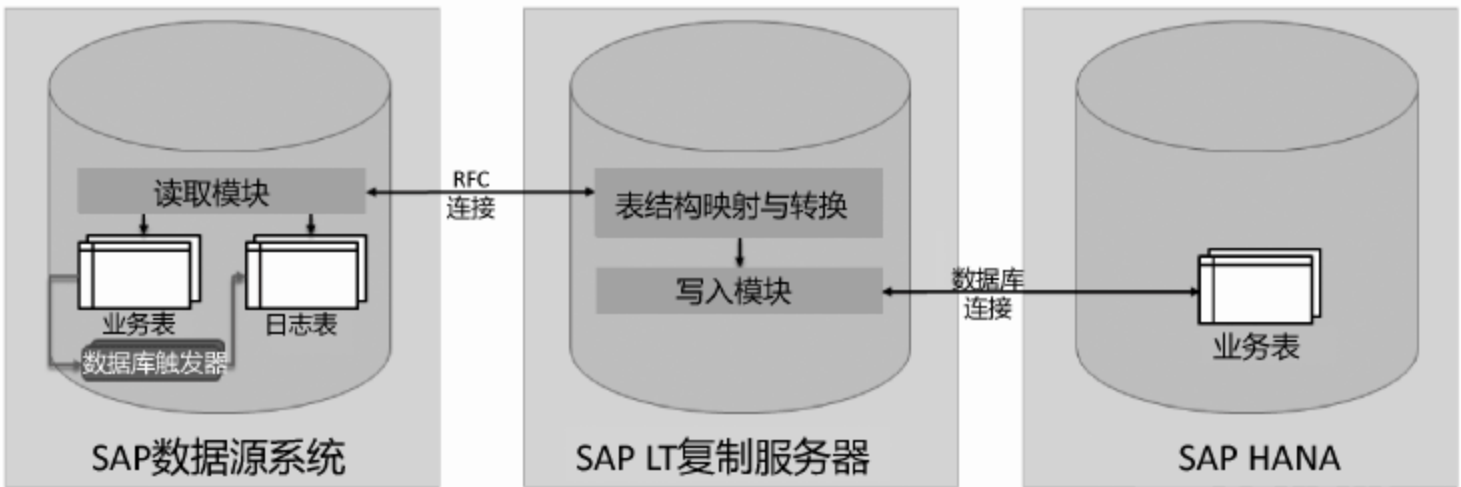 读取模块
业务表
日志表
数据库触发器
SAP数据源系统
RFC
连接
表结构映射与转换
写入模块
SAP LT复制服务器
数据库
连接
业务表
SAP HANA